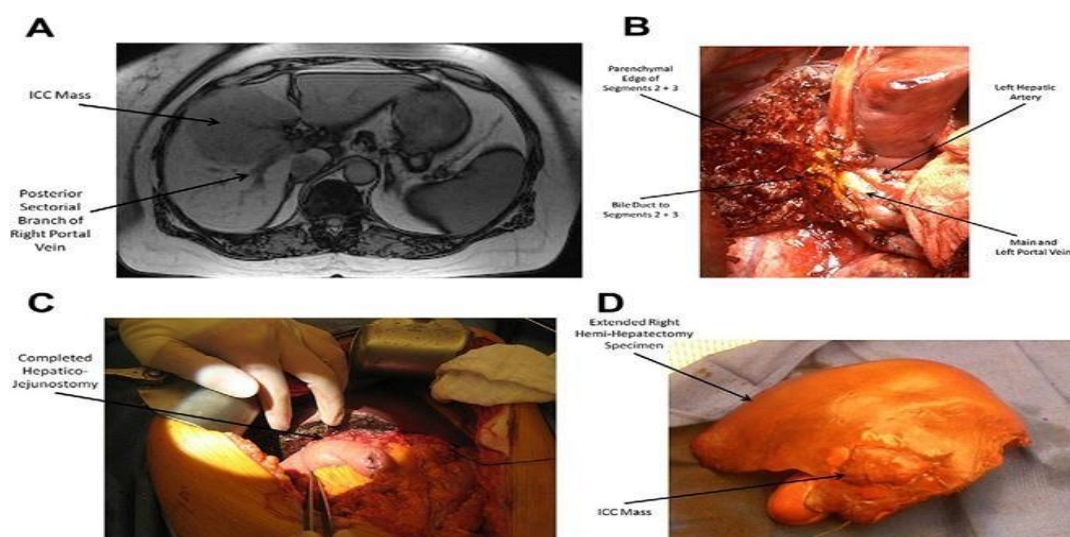 A
ICC Mass
Posterior
Sectorial
Branch of
Right Portal
Vein
B
Parenchymal
Edge of
Segments 2 + 3
Left Hepatic
Artery
Bile Duct to
Segments 2 + 3
Main and
Left Portal Vein
C
Completed
Hepatico-
Jejunostomy
D
Extended Right
Hemi-Hepatectomy
Specimen
ICC Mass